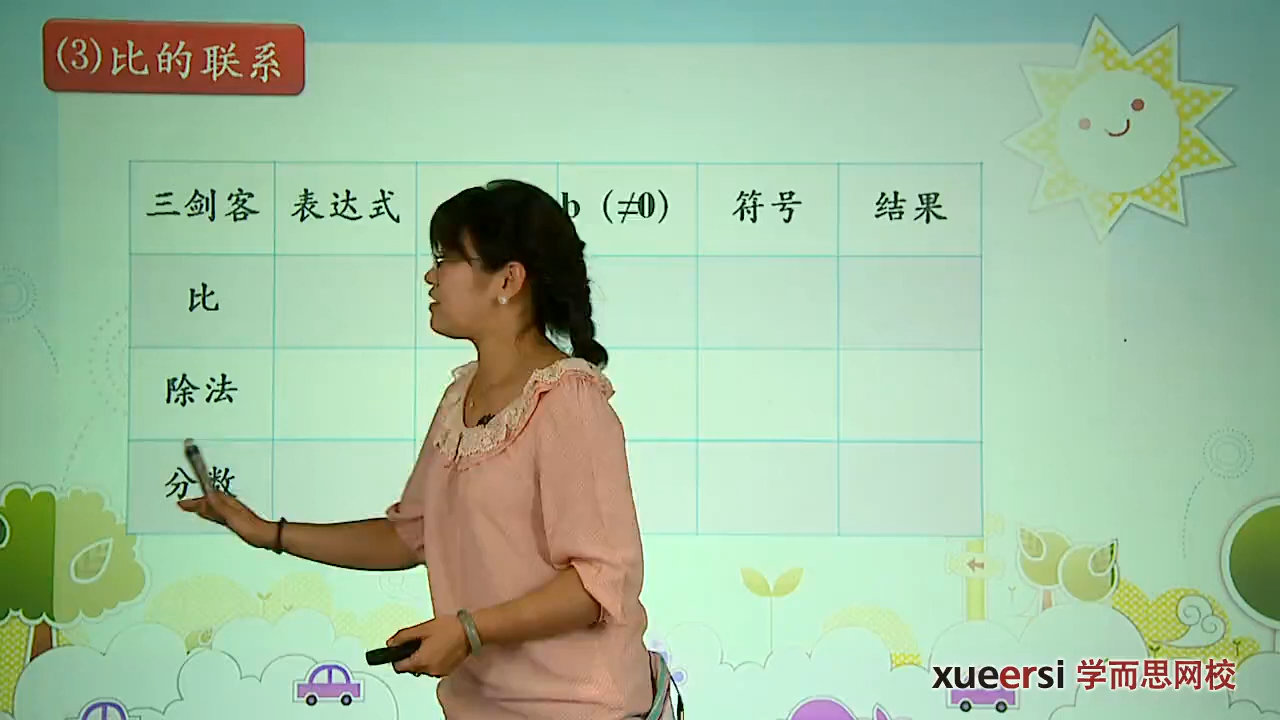 (3)比的联系
三剑客 表达式 b (≠0) 符号 结果
比
除法
分数
xueersi 学而思网校